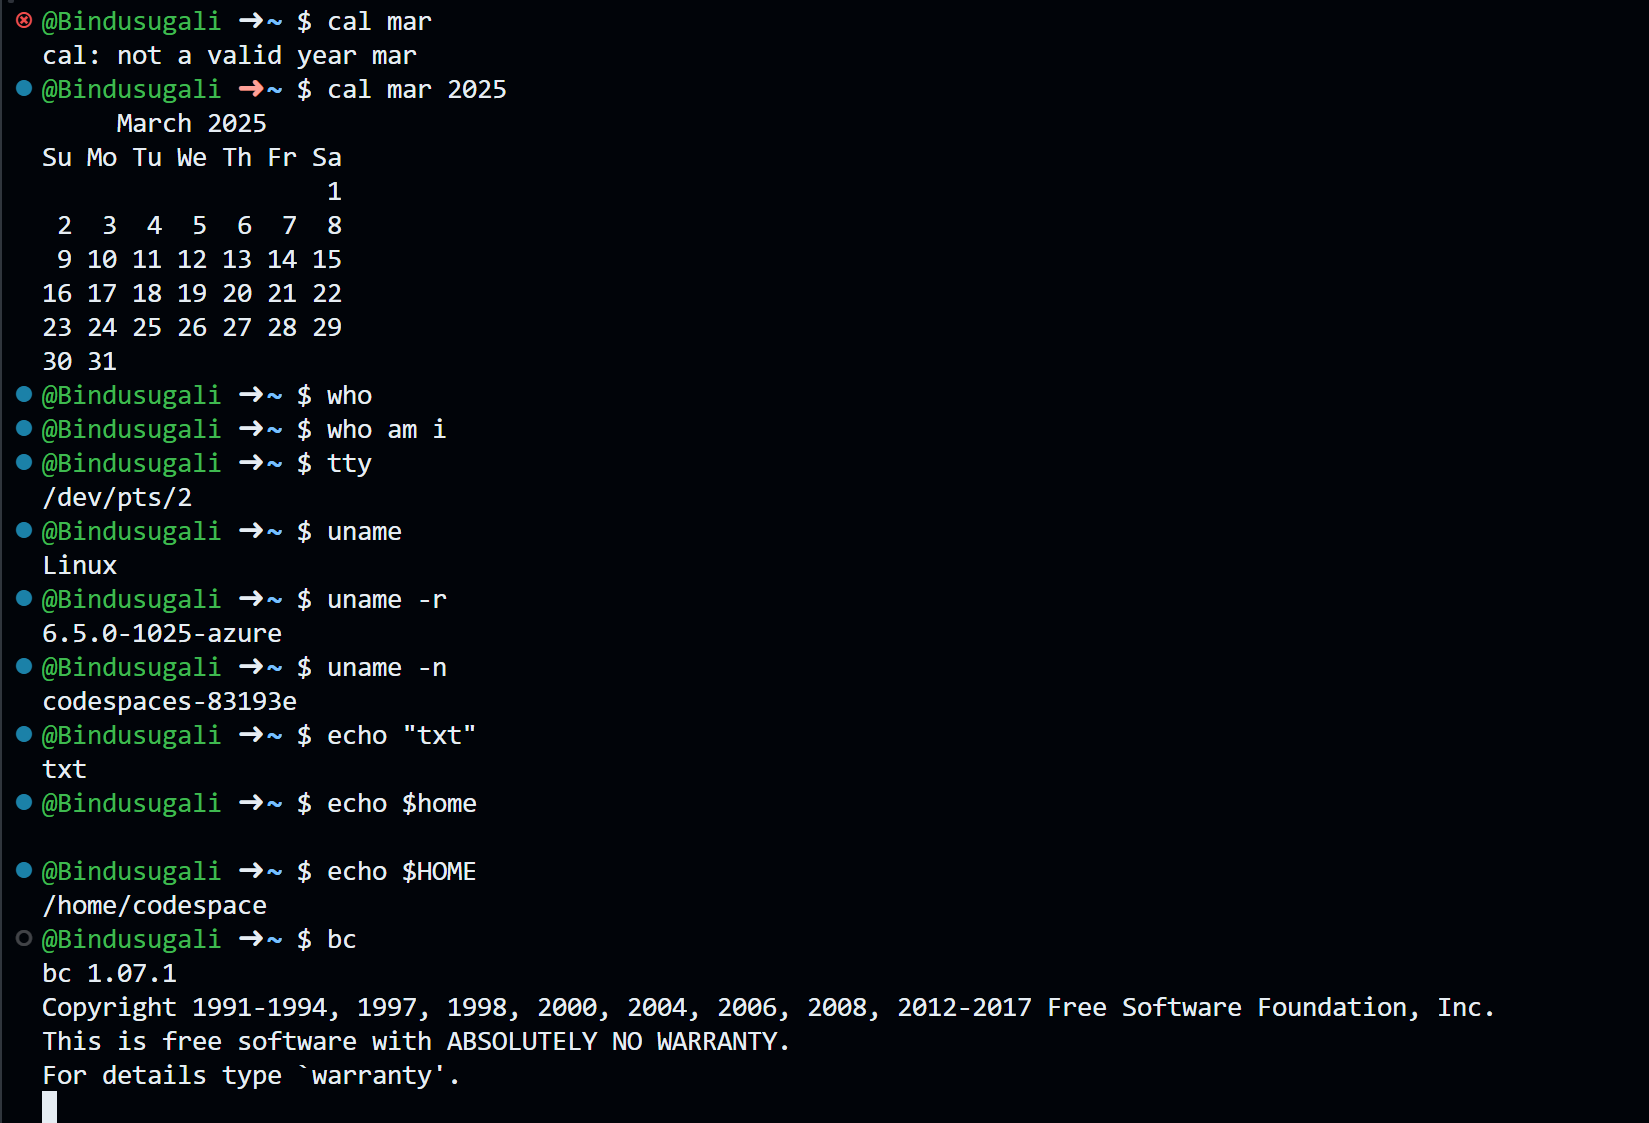 @Bindusugali ➜ ~ $ cal mar
cal: not a valid year mar
@Bindusugali ➜ ~ $ cal mar 2025
     March 2025
Su Mo Tu We Th Fr Sa
                   1
 2  3  4  5  6  7  8
 9 10 11 12 13 14 15
16 17 18 19 20 21 22
23 24 25 26 27 28 29
30 31
@Bindusugali ➜ ~ $ who
@Bindusugali ➜ ~ $ who am i
@Bindusugali ➜ ~ $ tty
/dev/pts/2
@Bindusugali ➜ ~ $ uname
Linux
@Bindusugali ➜ ~ $ uname -r
6.5.0-1025-azure
@Bindusugali ➜ ~ $ uname -n
codespaces-83193e
@Bindusugali ➜ ~ $ echo "txt"
txt
@Bindusugali ➜ ~ $ echo $home
@Bindusugali ➜ ~ $ echo $HOME
/home/codespace
@Bindusugali ➜ ~ $ bc
bc 1.07.1
Copyright 1991-1994, 1997, 1998, 2000, 2004, 2006, 2008, 2012-2017 Free Software Foundation, Inc.
This is free software with ABSOLUTELY NO WARRANTY.
For details type `warranty'.